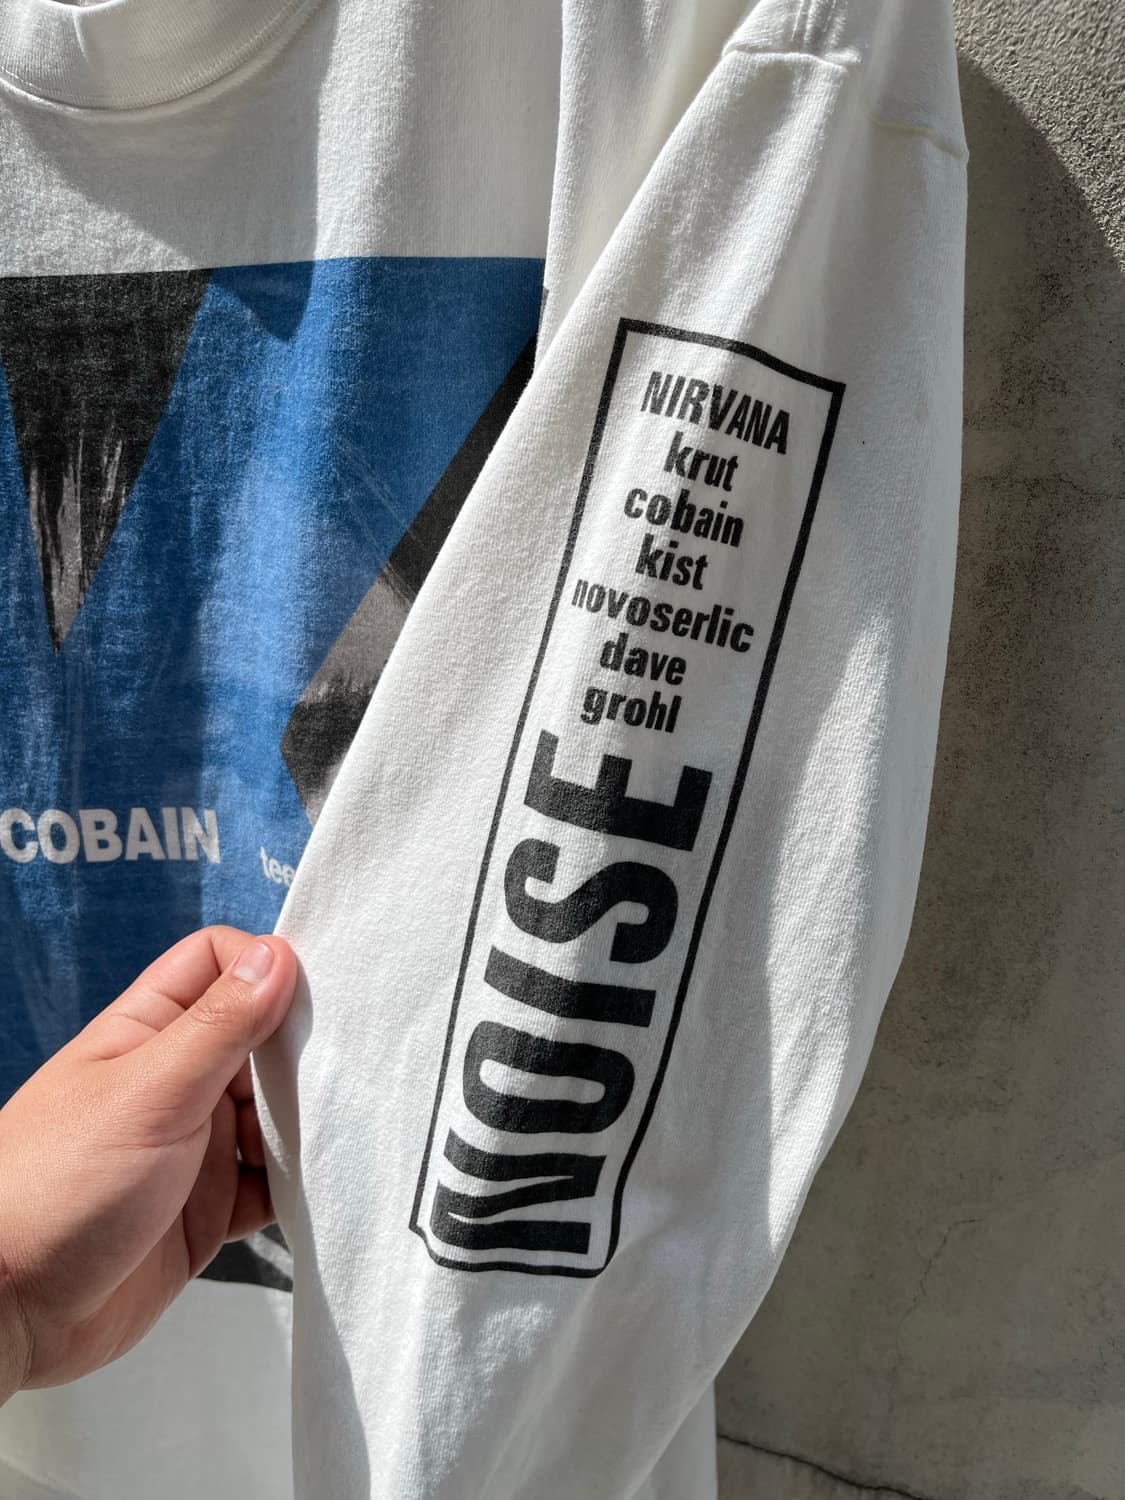 NIRVANA
krut
cobain
kist
novoserlic
dave
grohl
NOISE
COBAIN
tee